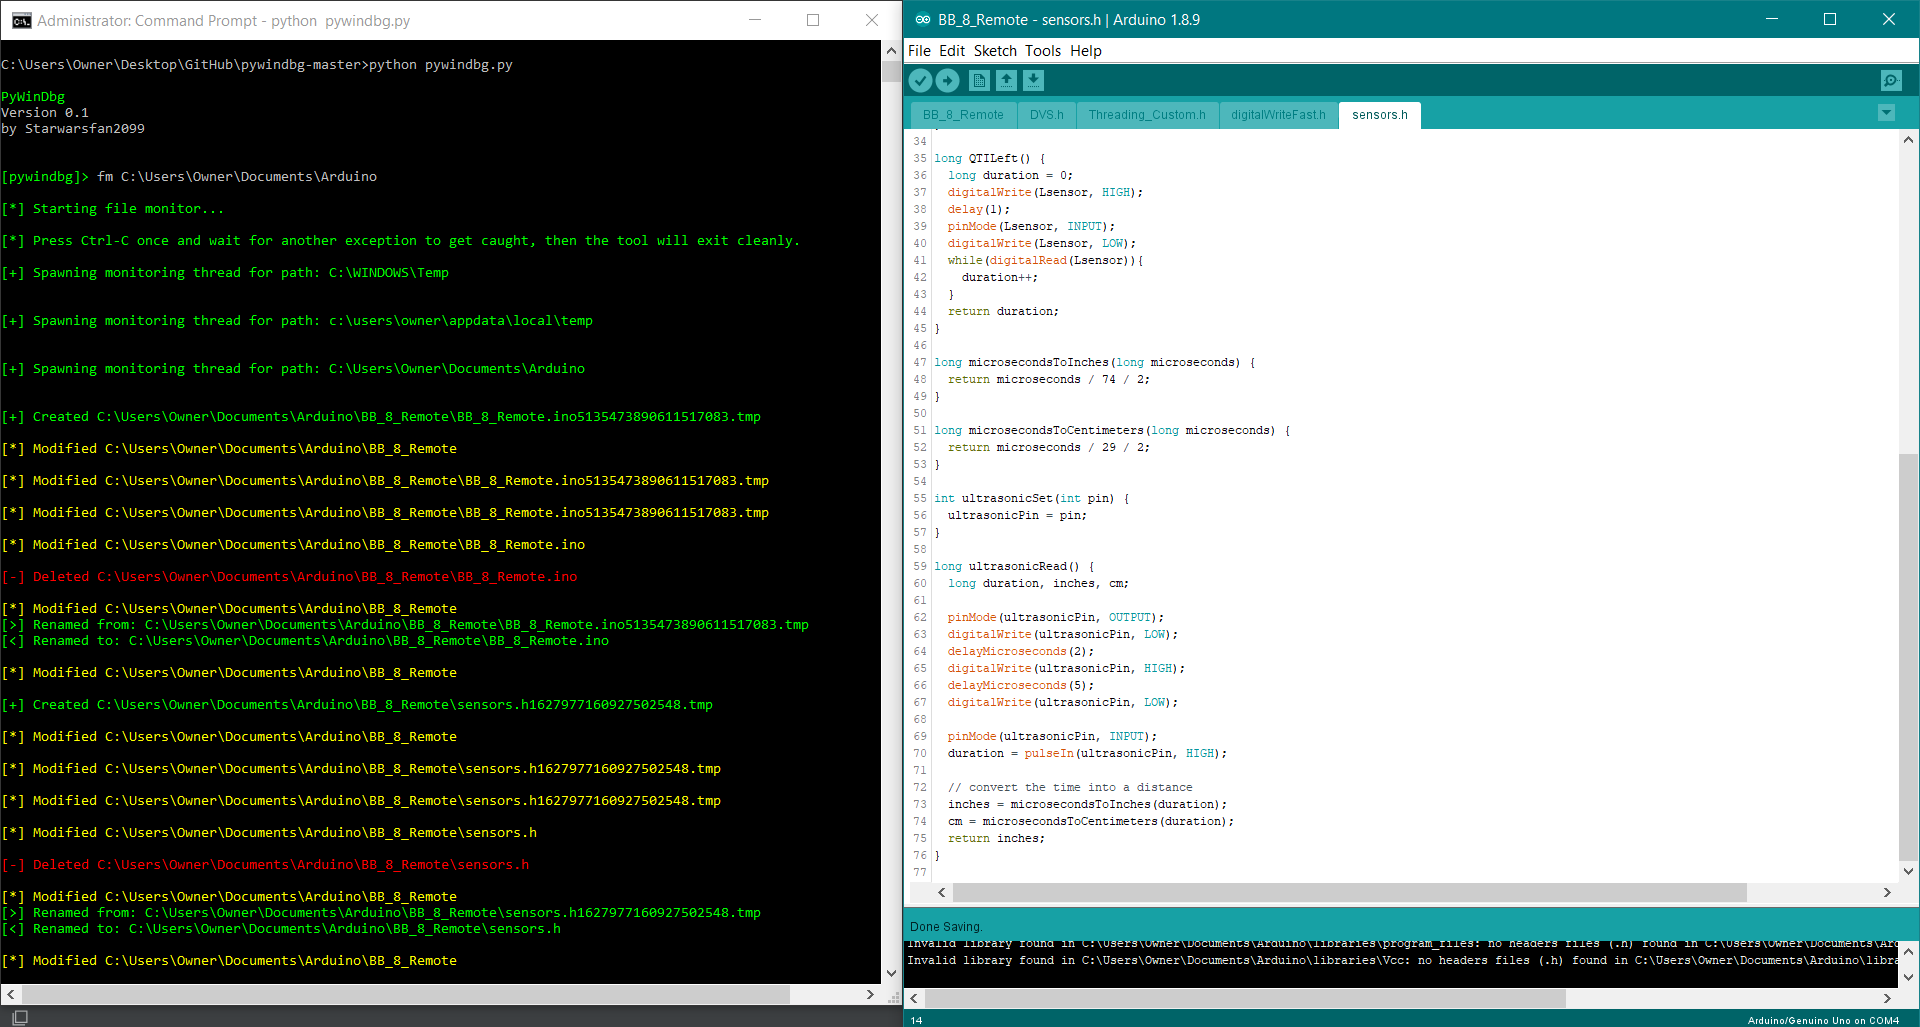 Administrator: Command Prompt - python  pywindbg.py
C:\Users\Owner\Desktop\GitHub\pywindbg-master>python pywindbg.py
PyWinDbg
Version 0.1
by Starwarsfan2099
[pywindbg]> fm C:\Users\Owner\Documents\Arduino
[*] Starting file monitor...
[*] Press Ctrl-C once and wait for another exception to get caught, then the tool will exit cleanly.
[+] Spawning monitoring thread for path: C:\WINDOWS\Temp
[+] Spawning monitoring thread for path: c:\users\owner\appdata\local\temp
[+] Spawning monitoring thread for path: C:\Users\Owner\Documents\Arduino
[+] Created C:\Users\Owner\Documents\Arduino\BB_8_Remote\BB_8_Remote.ino5135473890611517083.tmp
[*] Modified C:\Users\Owner\Documents\Arduino\BB_8_Remote
[*] Modified C:\Users\Owner\Documents\Arduino\BB_8_Remote\BB_8_Remote.ino5135473890611517083.tmp
[*] Modified C:\Users\Owner\Documents\Arduino\BB_8_Remote\BB_8_Remote.ino5135473890611517083.tmp
[*] Modified C:\Users\Owner\Documents\Arduino\BB_8_Remote\BB_8_Remote.ino
[-] Deleted C:\Users\Owner\Documents\Arduino\BB_8_Remote\BB_8_Remote.ino
[*] Modified C:\Users\Owner\Documents\Arduino\BB_8_Remote
[>] Renamed from: C:\Users\Owner\Documents\Arduino\BB_8_Remote\BB_8_Remote.ino5135473890611517083.tmp
[<] Renamed to: C:\Users\Owner\Documents\Arduino\BB_8_Remote\BB_8_Remote.ino
[*] Modified C:\Users\Owner\Documents\Arduino\BB_8_Remote
[+] Created C:\Users\Owner\Documents\Arduino\BB_8_Remote\sensors.h1627977160927502548.tmp
[*] Modified C:\Users\Owner\Documents\Arduino\BB_8_Remote
[*] Modified C:\Users\Owner\Documents\Arduino\BB_8_Remote\sensors.h1627977160927502548.tmp
[*] Modified C:\Users\Owner\Documents\Arduino\BB_8_Remote\sensors.h1627977160927502548.tmp
[*] Modified C:\Users\Owner\Documents\Arduino\BB_8_Remote\sensors.h
[-] Deleted C:\Users\Owner\Documents\Arduino\BB_8_Remote\sensors.h
[*] Modified C:\Users\Owner\Documents\Arduino\BB_8_Remote
[>] Renamed from: C:\Users\Owner\Documents\Arduino\BB_8_Remote\sensors.h1627977160927502548.tmp
[<] Renamed to: C:\Users\Owner\Documents\Arduino\BB_8_Remote\sensors.h
[*] Modified C:\Users\Owner\Documents\Arduino\BB_8_Remote
BB_8_Remote - sensors.h | Arduino 1.8.9
File Edit Sketch Tools Help
BB_8_Remote DVS.h Threading_Custom.h digitalWriteFast.h sensors.h
34
35 long QTILeft() {
36   long duration = 0;
37   digitalWrite(Lsensor, HIGH);
38   delay(1);
39   pinMode(Lsensor, INPUT);
40   digitalWrite(Lsensor, LOW);
41   while(digitalRead(Lsensor)){
42     duration++;
43   }
44   return duration;
45 }
46
47 long microsecondsToInches(long microseconds) {
48   return microseconds / 74 / 2;
49 }
50
51 long microsecondsToCentimeters(long microseconds) {
52   return microseconds / 29 / 2;
53 }
54
55 int ultrasonicSet(int pin) {
56   ultrasonicPin = pin;
57 }
58
59 long ultrasonicRead() {
60   long duration, inches, cm;
61
62   pinMode(ultrasonicPin, OUTPUT);
63   digitalWrite(ultrasonicPin, LOW);
64   delayMicroseconds(2);
65   digitalWrite(ultrasonicPin, HIGH);
66   delayMicroseconds(5);
67   digitalWrite(ultrasonicPin, LOW);
68
69   pinMode(ultrasonicPin, INPUT);
70   duration = pulseIn(ultrasonicPin, HIGH);
71
72   // convert the time into a distance
73   inches = microsecondsToInches(duration);
74   cm = microsecondsToCentimeters(duration);
75   return inches;
76 }
77
Done Saving.
Invalid library found in C:\Users\Owner\Documents\Arduino\libraries\program_files: no headers files (.h) found in C:\Users\Owner\Documents\Ard
Invalid library found in C:\Users\Owner\Documents\Arduino\libraries\Vcc: no headers files (.h) found in C:\Users\Owner\Documents\Arduino\libra
14
Arduino/Genuino Uno on COM4